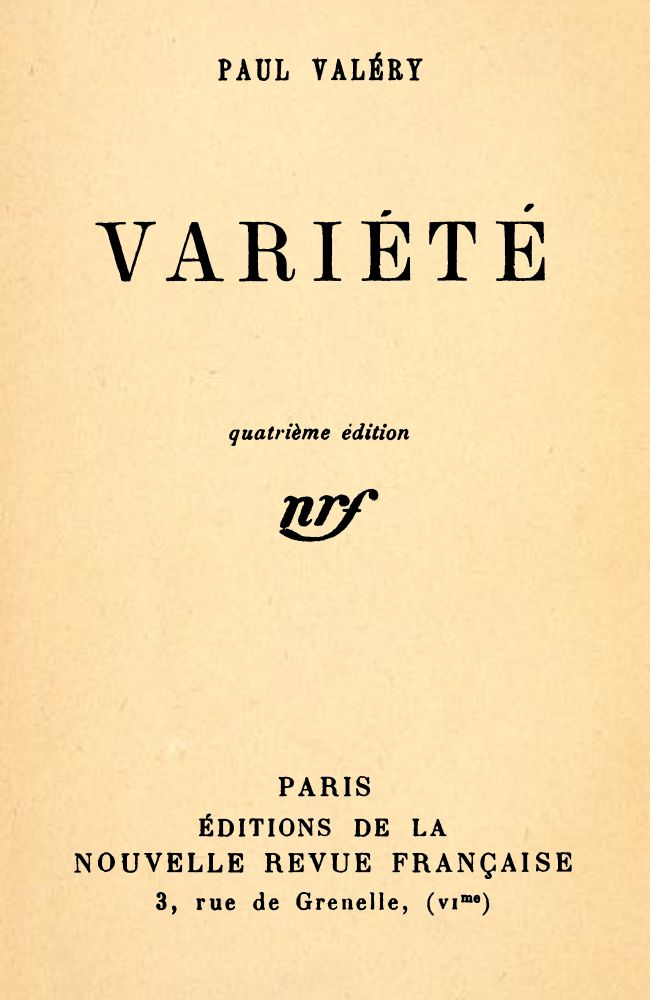 PAUL VALÉRY
VARIÉTÉ
quatrième édition
nrf
PARIS
ÉDITIONS DE LA
NOUVELLE REVUE FRANÇAISE
3, rue de Grenelle, (VIᵐᵉ)